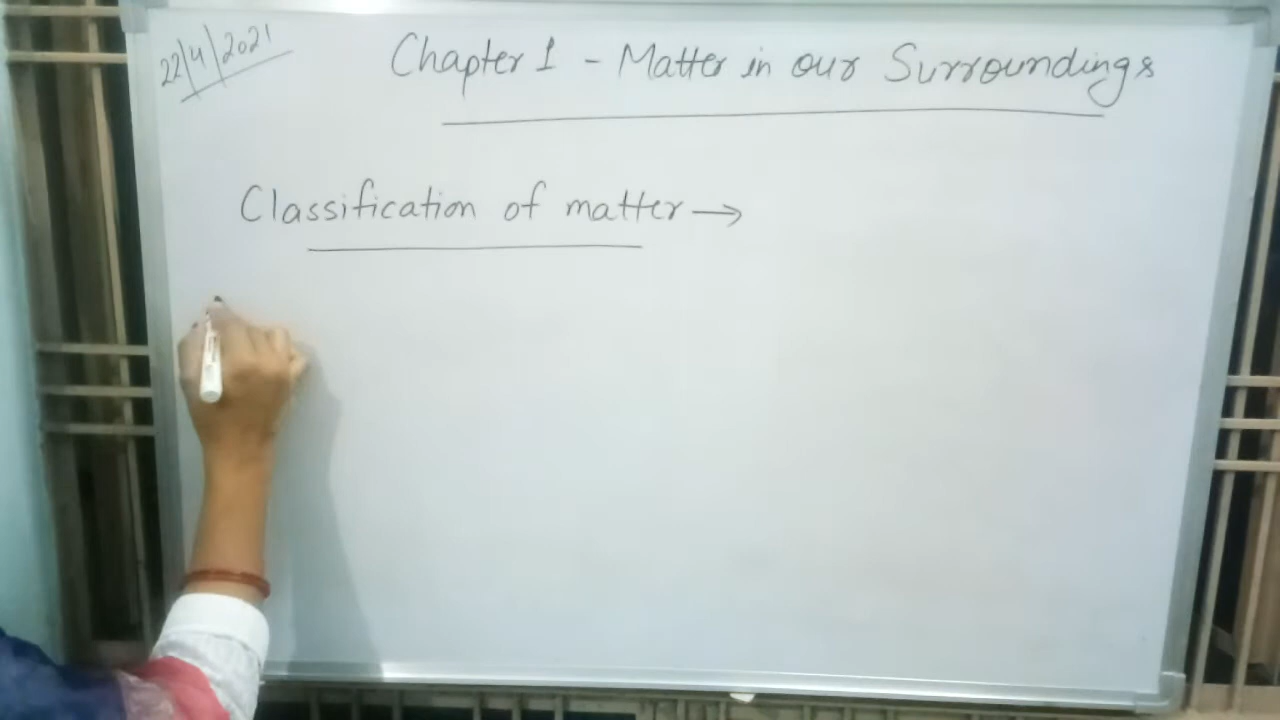 22/4/2021
Chapter 1 - Matter in our Surroundings
Classification of matter →